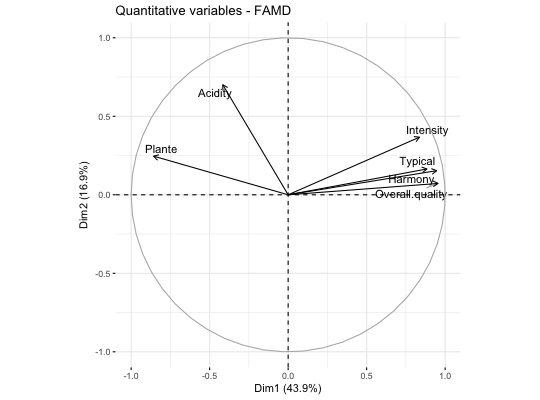 Quantitative variables - FAMD
1.0
Acidity
0.5
Intensity
Plante
Typical
Harmony
Overall.quality
0.0
-0.5
-1.0
Dim2 (16.9%)
-1.0 -0.5 0.0 0.5 1.0
Dim1 (43.9%)